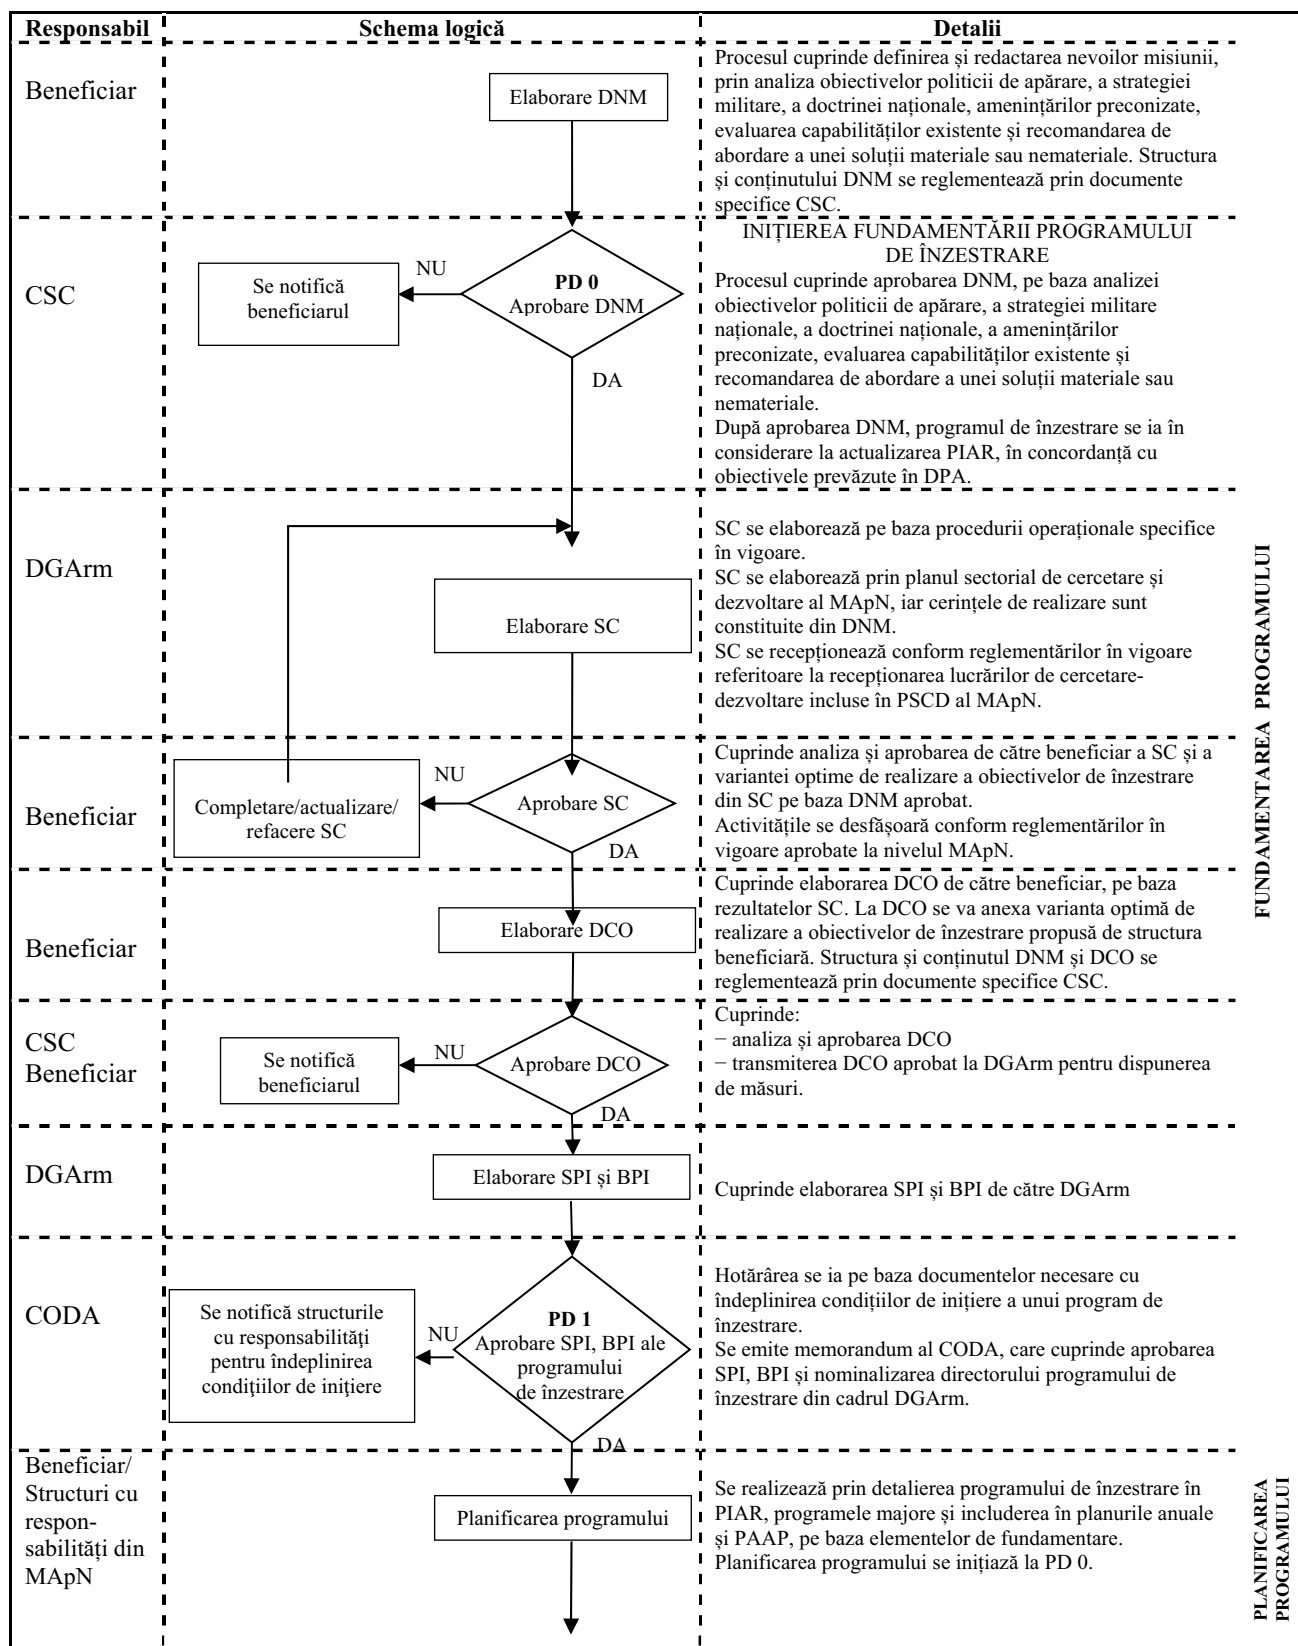 Responsabil
Schema logică
Detalii
Beneficiar
Elaborare DNM
Procesul cuprinde definirea și redactarea nevoilor misiunii,
prin analiza obiectivelor politicii de apărare, a strategiei
militare, a doctrinei naționale, amenințărilor preconizate,
evaluarea capabilităților existente și recomandarea de
abordare a unei soluții materiale sau nemateriale. Structura
și conținutului DNM se reglementează prin documente
specifice CSC.
CSC
Se notifică
beneficiarul
NU
PD 0
Aprobare DNM
DA
INIȚIEREA FUNDAMENTĂRII PROGRAMULUI
DE ÎNZESTRARE
Procesul cuprinde aprobarea DNM, pe baza analizei
obiectivelor politicii de apărare, a strategiei militare
naționale, a doctrinei naționale, a amenințărilor
preconizate, evaluarea capabilităților existente și
recomandarea de abordare a unei soluții materiale sau
nemateriale.
După aprobarea DNM, programul de înzestrare se ia în
considerare la actualizarea PIAR, în concordanță cu
obiectivele prevăzute în DPA.
DGArm
Elaborare SC
SC se elaborează pe baza procedurii operaționale specifice
în vigoare.
SC se elaborează prin planul sectorial de cercetare și
dezvoltare al MApN, iar cerințele de realizare sunt
constituite din DNM.
SC se recepționează conform reglementărilor în vigoare
referitoare la recepționarea lucrărilor de cercetare-
dezvoltare incluse în PSCD al MApN.
Beneficiar
Completare/actualizare/
refacere SC
NU
Aprobare SC
DA
Cuprinde analiza și aprobarea de către beneficiar a SC și a
variantei optime de realizare a obiectivelor de înzestrare
din SC pe baza DNM aprobat.
Activitățile se desfășoară conform reglementărilor în
vigoare aprobate la nivelul MApN.
Beneficiar
Elaborare DCO
Cuprinde elaborarea DCO de către beneficiar, pe baza
rezultatelor SC. La DCO se va anexa varianta optimă de
realizare a obiectivelor de înzestrare propusă de structura
beneficiară. Structura și conținutul DNM și DCO se
reglementează prin documente specifice CSC.
CSC
Beneficiar
Se notifică
beneficiarul
NU
Aprobare DCO
DA
Cuprinde:
− analiza și aprobarea DCO
− transmiterea DCO aprobat la DGArm pentru dispunerea
de măsuri.
DGArm
Elaborare SPI și BPI
Cuprinde elaborarea SPI și BPI de către DGArm
CODA
Se notifică structurile
cu responsabilități
pentru îndeplinirea
condițiilor de inițiere
NU
PD 1
Aprobare SPI, BPI ale
programului
de înzestrare
DA
Hotărârea se ia pe baza documentelor necesare cu
îndeplinirea condițiilor de inițiere a unui program de
înzestrare.
Se emite memorandum al CODA, care cuprinde aprobarea
SPI, BPI și nominalizarea directorului programului de
înzestrare din cadrul DGArm.
FUNDAMENTAREA PROGRAMULUI
Beneficiar/
Structuri cu
respon-
sabilități din
MApN
Planificarea programului
Se realizează prin detalierea programului de înzestrare în
PIAR, programele majore și includerea în planurile anuale
și PAAP, pe baza elementelor de fundamentare.
Planificarea programului se inițiază la PD 0.
PLANIFICAREA
PROGRAMULUI